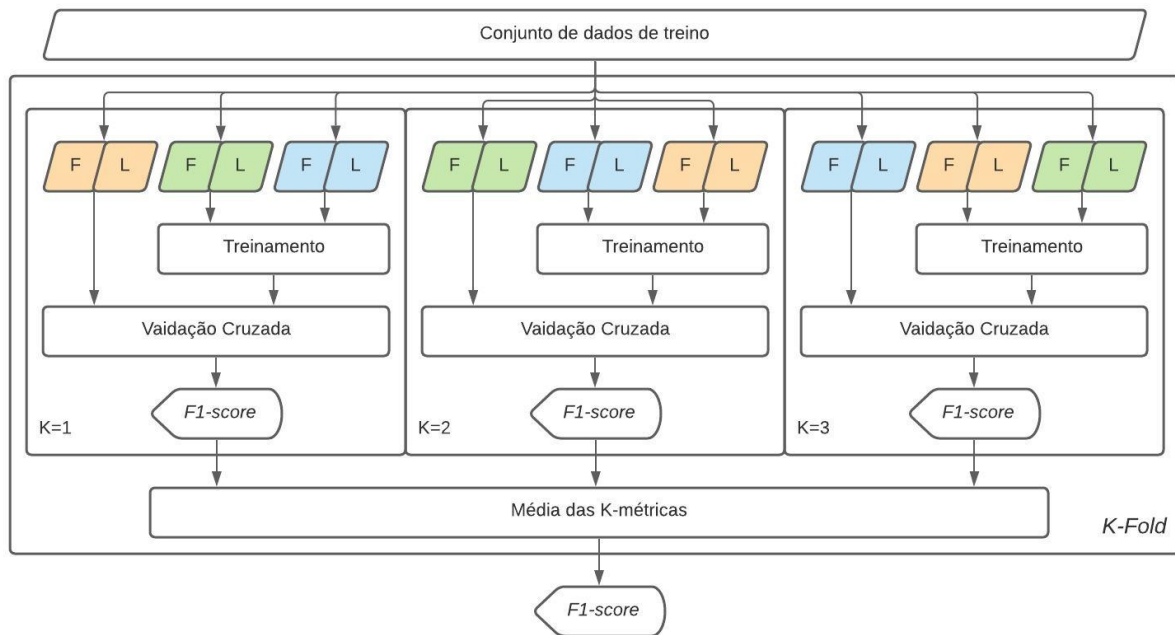 Conjunto de dados de treino
F L F L F L
F L F L F L
F L F L F L
Treinamento
Treinamento
Treinamento
Vaidação Cruzada
Vaidação Cruzada
Vaidação Cruzada
F1-score
F1-score
F1-score
K=1
K=2
K=3
Média das K-métricas
K-Fold
F1-score